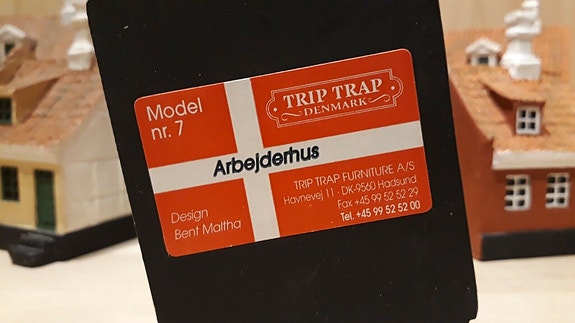 Model
nr. 7
TRIP TRAP
DENMARK
Arbejderhus
TRIP TRAP FURNITURE A/S
Havnevej 11 · DK-9560 Hadsund
Fax +45 99 52 52 29
Tel. +45 99 52 52 00
Design
Bent Maltha